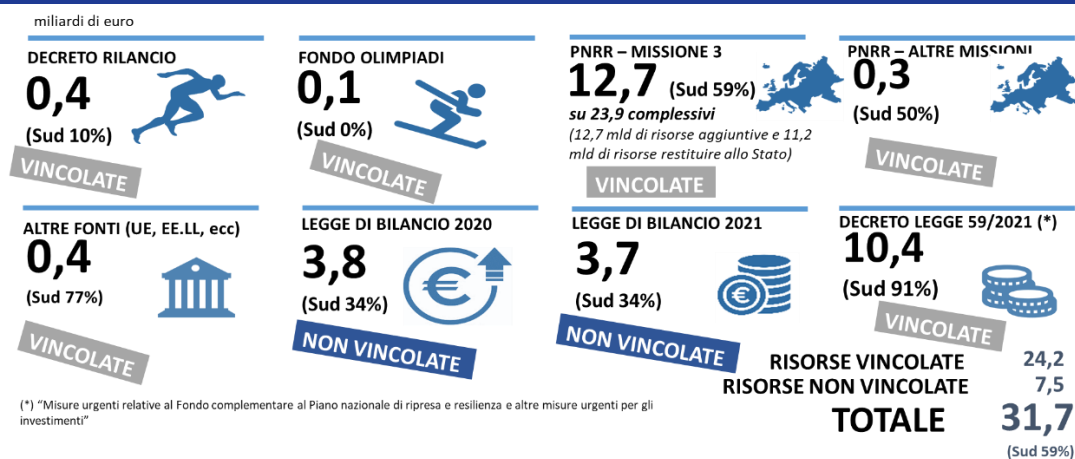 miliardi di euro
DECRETO RILANCIO
0,4
(Sud 10%)
VINCOLATE
FONDO OLIMPIADI
0,1
(Sud 0%)
VINCOLATE
PNRR – MISSIONE 3
12,7 (Sud 59%)
su 23,9 complessivi
(12,7 mld di risorse aggiuntive e 11,2
mld di risorse restituire allo Stato)
VINCOLATE
PNRR – ALTRE MISSIONI
0,3
(Sud 50%)
VINCOLATE
ALTRE FONTI (UE, EE.LL, ecc)
0,4
(Sud 77%)
VINCOLATE
LEGGE DI BILANCIO 2020
3,8
(Sud 34%)
NON VINCOLATE
LEGGE DI BILANCIO 2021
3,7
(Sud 34%)
NON VINCOLATE
DECRETO LEGGE 59/2021 (*)
10,4
(Sud 91%)
VINCOLATE
RISORSE VINCOLATE 24,2
RISORSE NON VINCOLATE 7,5
TOTALE 31,7
(Sud 59%)
(*) “Misure urgenti relative al Fondo complementare al Piano nazionale di ripresa e resilienza e altre misure urgenti per gli
investimenti”